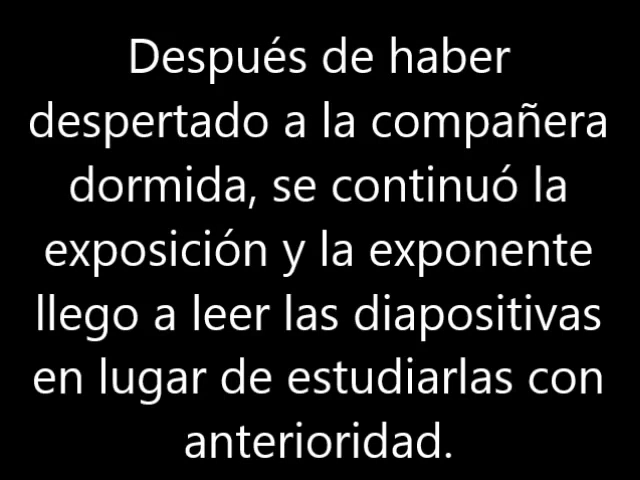 Después de haber
despertado a la compañera
dormida, se continuó la
exposición y la exponente
llego a leer las diapositivas
en lugar de estudiarlas con
anterioridad.